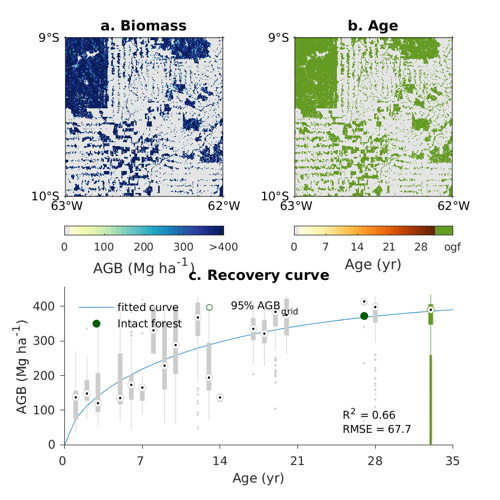 a. Biomass
b. Age
9°S
10°S
63°W
62°W
9°S
10°S
63°W
62°W
0 100 200 300 >400
AGB (Mg ha-1)
0 7 14 21 28 ogf
Age (yr)
c. Recovery curve
AGB (Mg ha-1)
400
300
200
100
0
fitted curve
Intact forest
95% AGBgrid
R2 = 0.66
RMSE = 67.7
0 7 14 21 28 35
Age (yr)